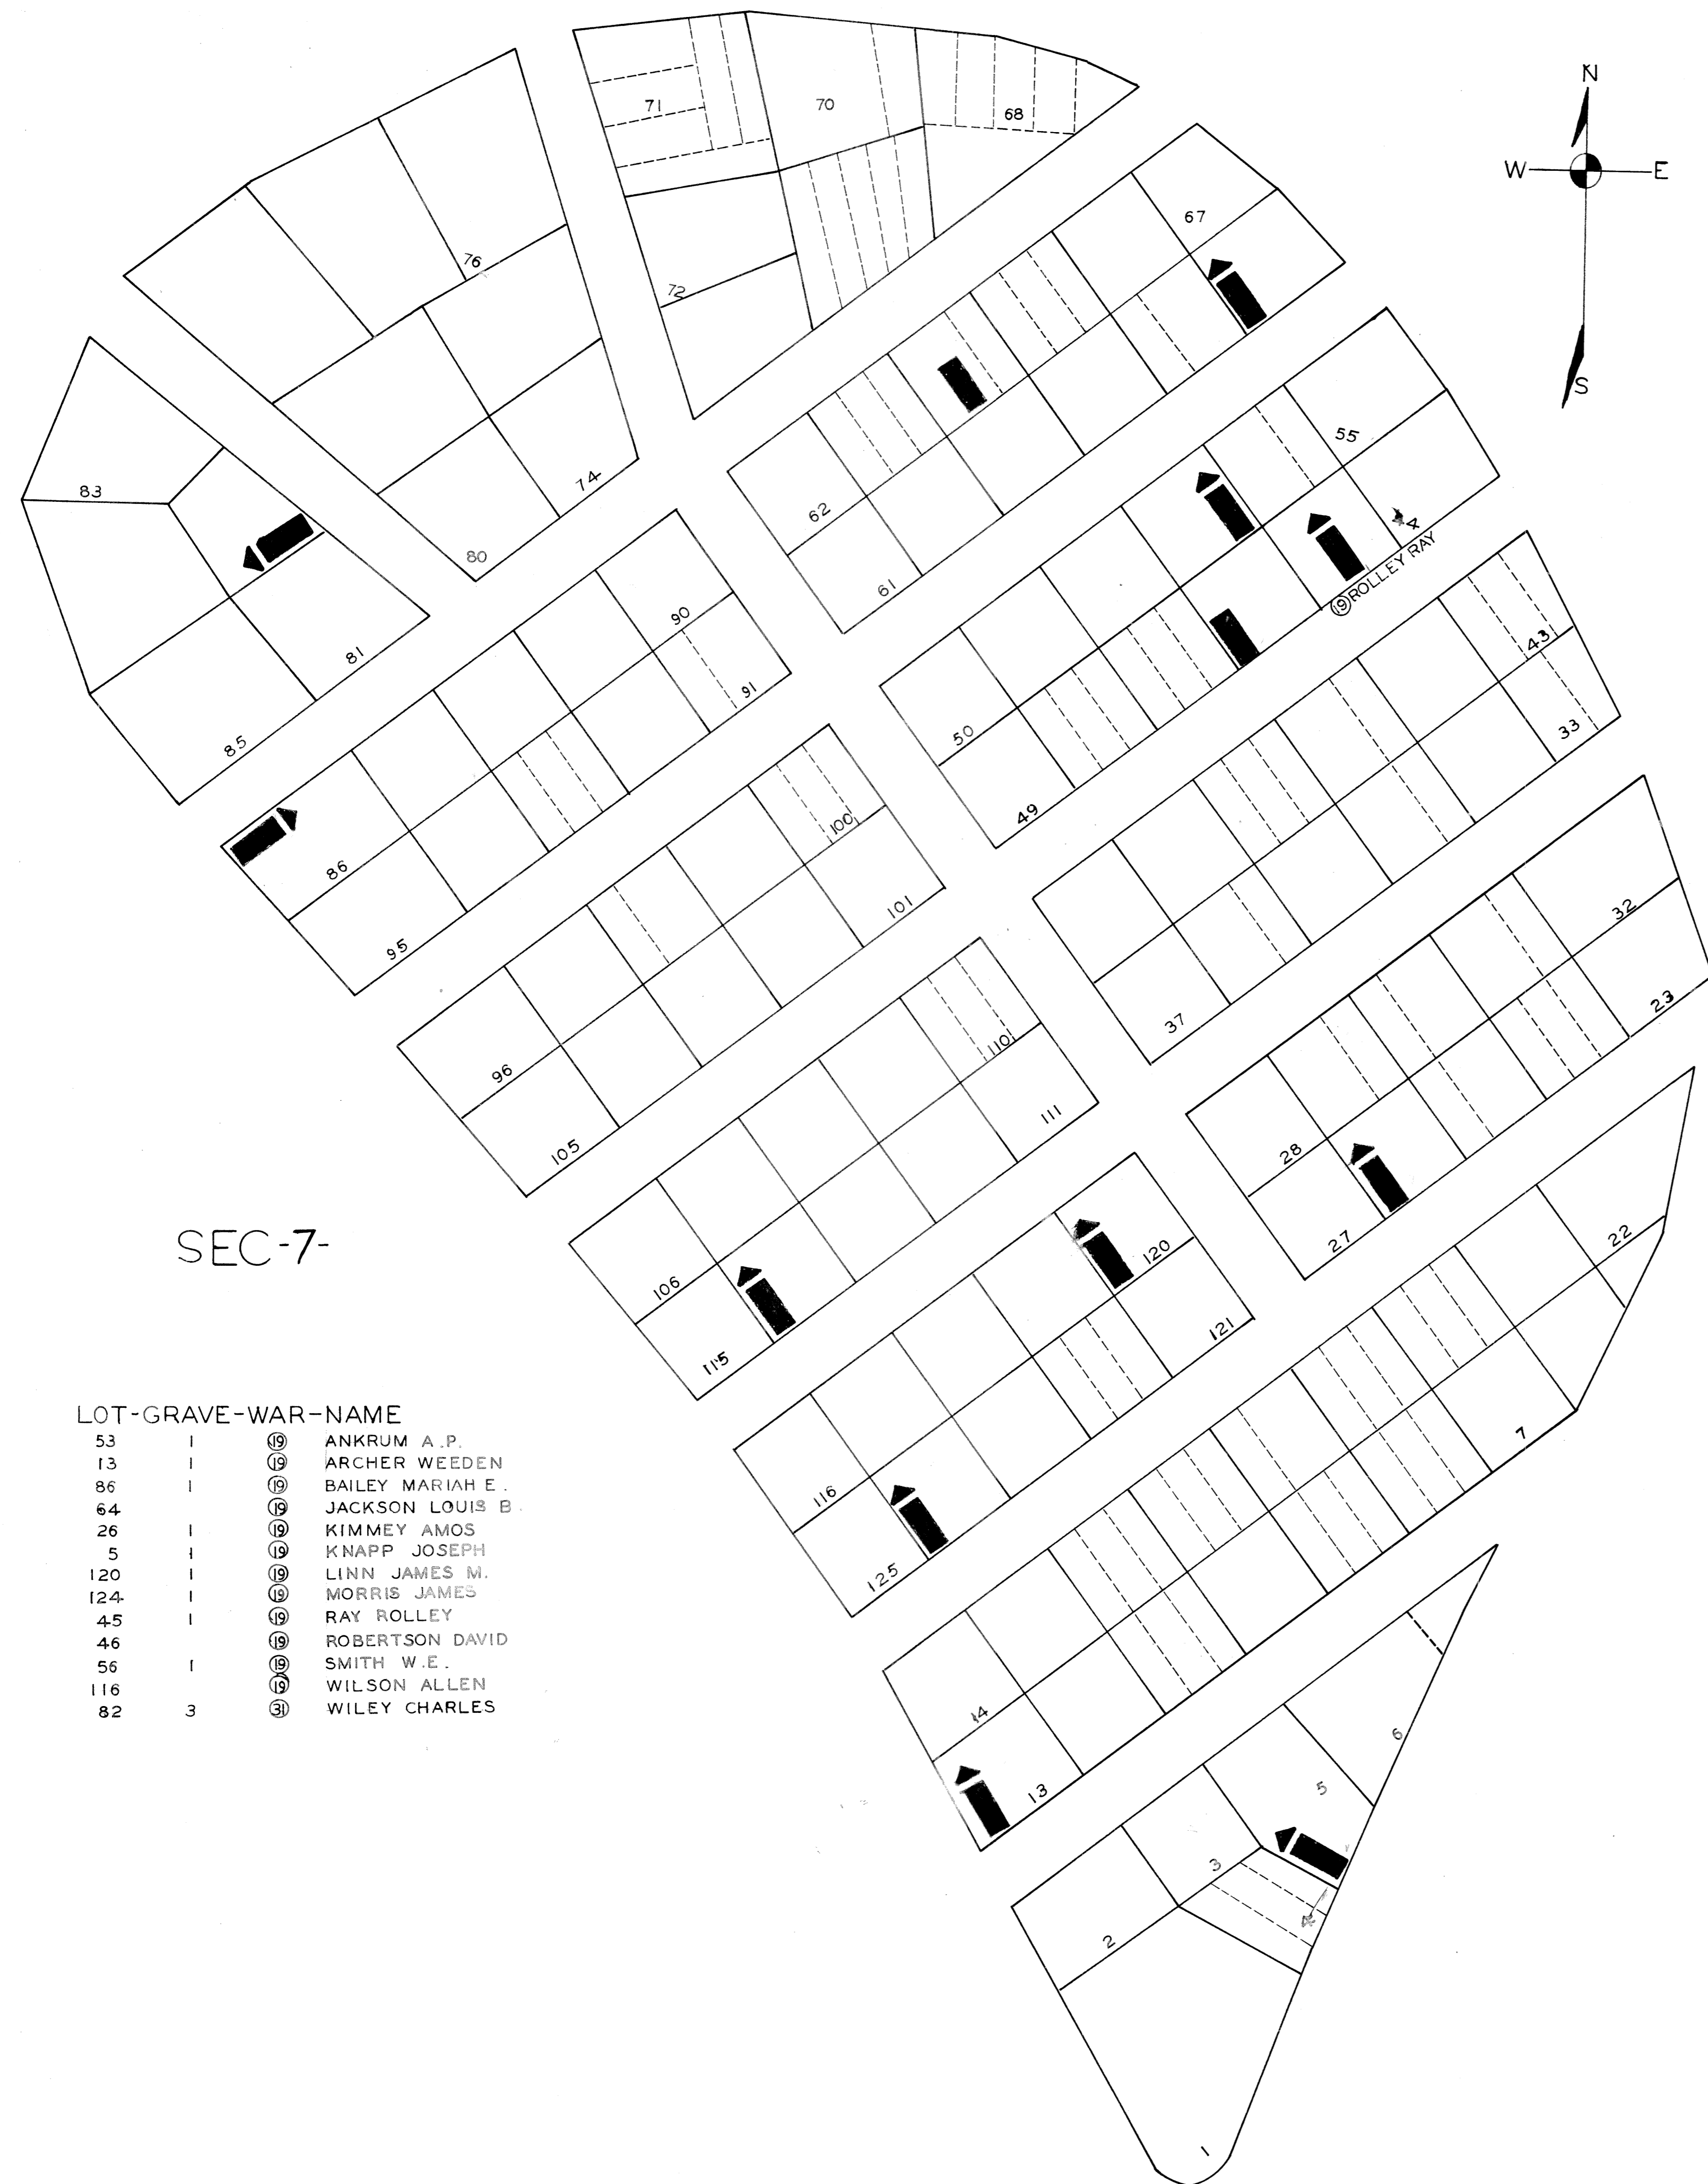 N
W E
S
71
70
68
67
76
72
83
74
80
62
61
55
44
19 ROLLEY RAY
81
85
90
91
50
49
43
33
86
95
100
101
96
105
37
32
23
28
27
110
111
106
115
120
121
116
125
22
7
14
13
6
5
3
4
2
1
SEC-7-
LOT-GRAVE-WAR-NAME
53 1 19 ANKRUM A.P.
13 1 19 ARCHER WEEDEN
86 1 19 BAILEY MARIAH E.
64 19 JACKSON LOUIS B.
26 1 19 KIMMEY AMOS
5 1 19 KNAPP JOSEPH
120 1 19 LINN JAMES M.
124 1 19 MORRIS JAMES
45 1 19 RAY ROLLEY
46 19 ROBERTSON DAVID
56 1 19 SMITH W.E.
116 19 WILSON ALLEN
82 3 31 WILEY CHARLES